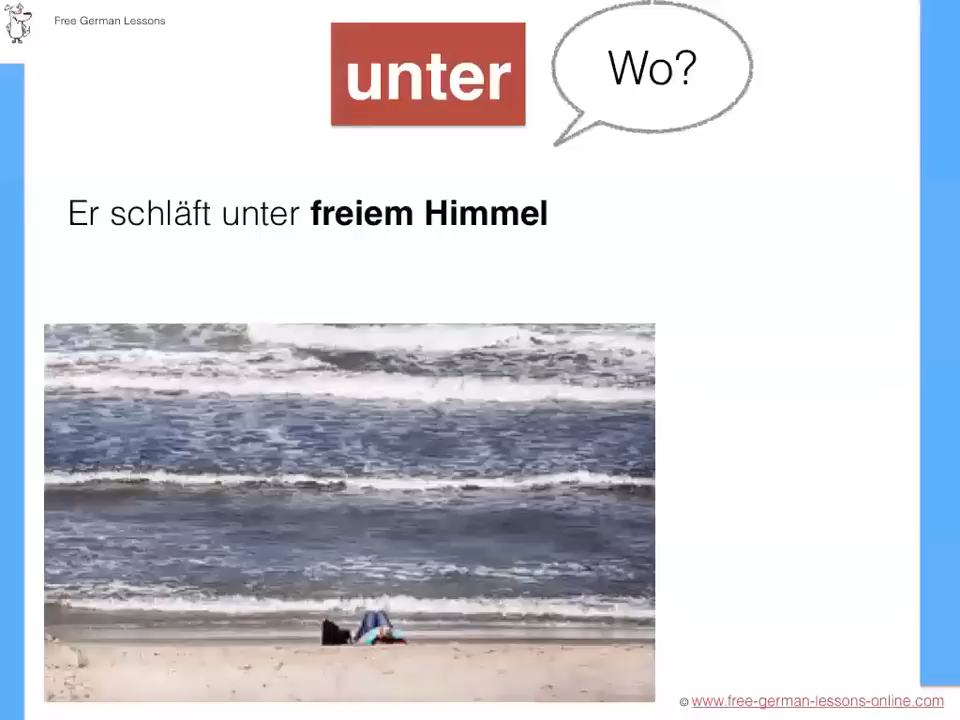 Free German Lessons
unter
Wo?
Er schläft unter freiem Himmel
© www.free-german-lessons-online.com